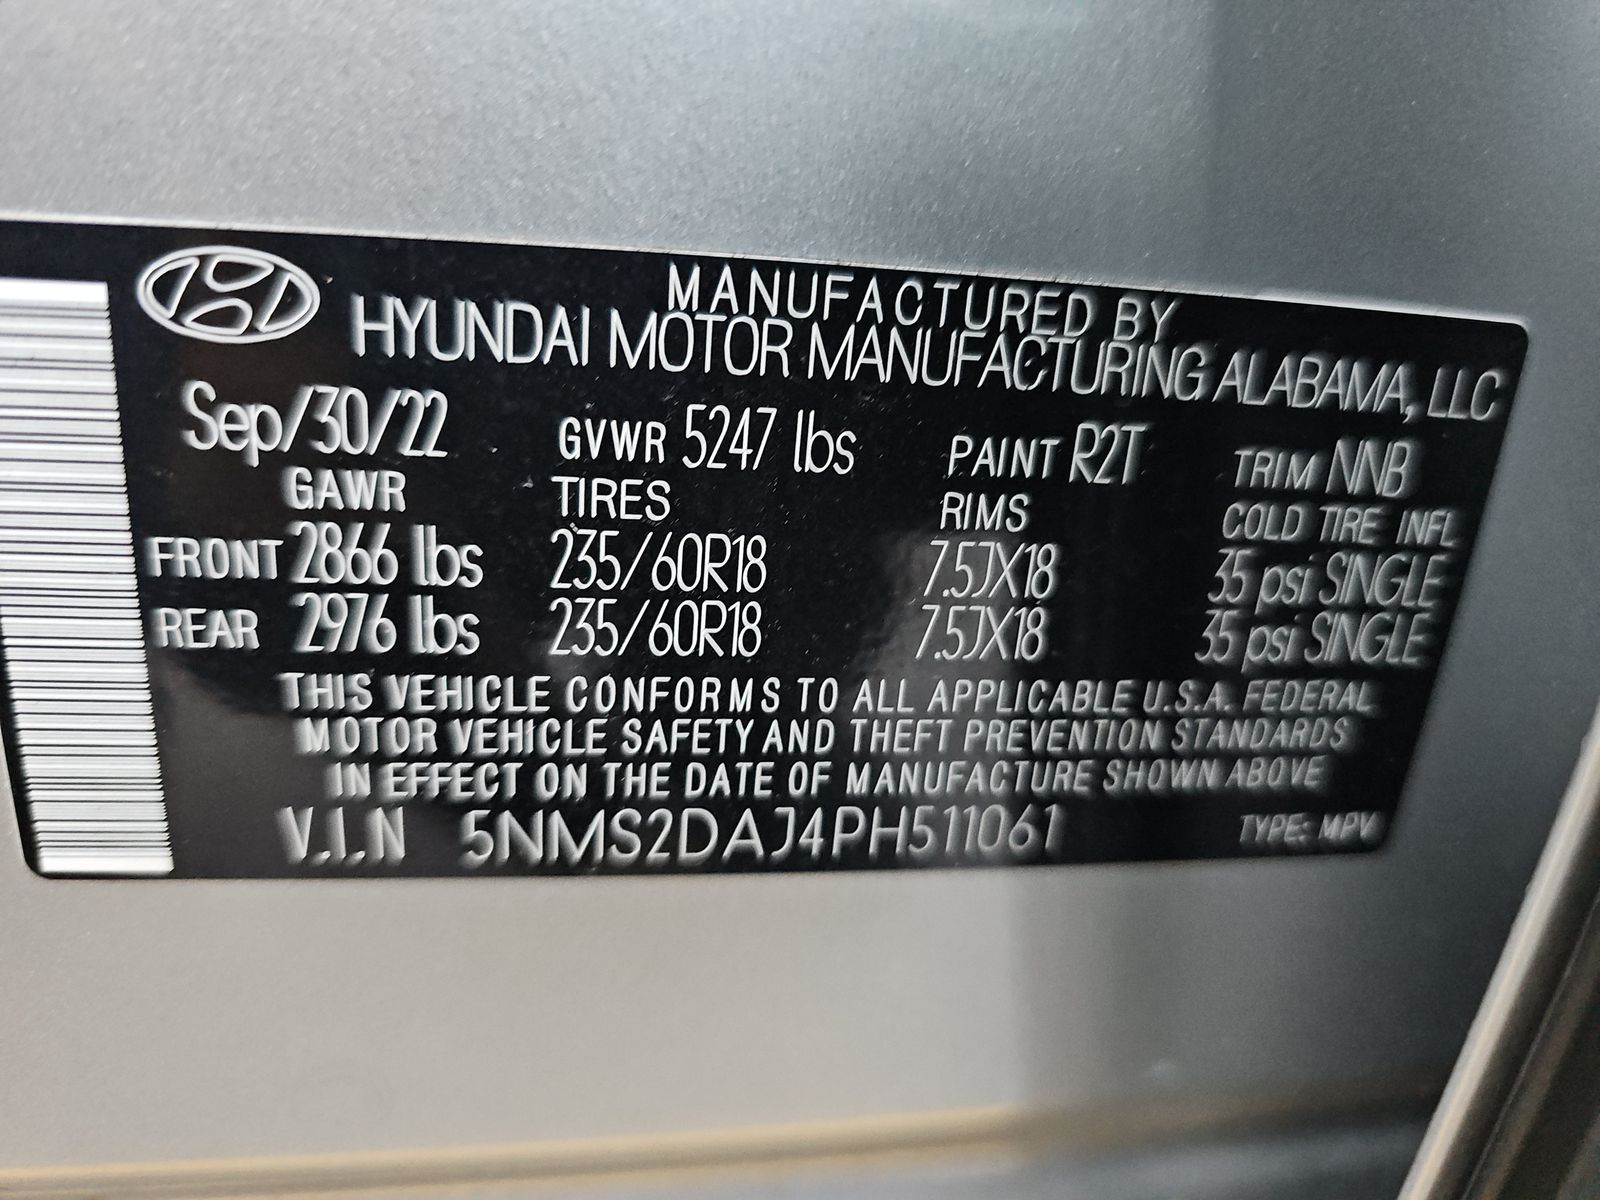 MANUFACTURED BY
HYUNDAI MOTOR MANUFACTURING ALABAMA, LLC
Sep/30/22 GVWR 5247 lbs PAINT R2T TRIM NNB
GAWR TIRES RIMS COLD TIRE INFL
FRONT 2866 lbs 235/60R18 7.5JX18 35 psi SINGLE
REAR 2976 lbs 235/60R18 7.5JX18 35 psi SINGLE
THIS VEHICLE CONFORMS TO ALL APPLICABLE U.S.A. FEDERAL
MOTOR VEHICLE SAFETY AND THEFT PREVENTION STANDARDS
IN EFFECT ON THE DATE OF MANUFACTURE SHOWN ABOVE
V.I.N 5NMS2DAJ4PH511061 TYPE: MPV